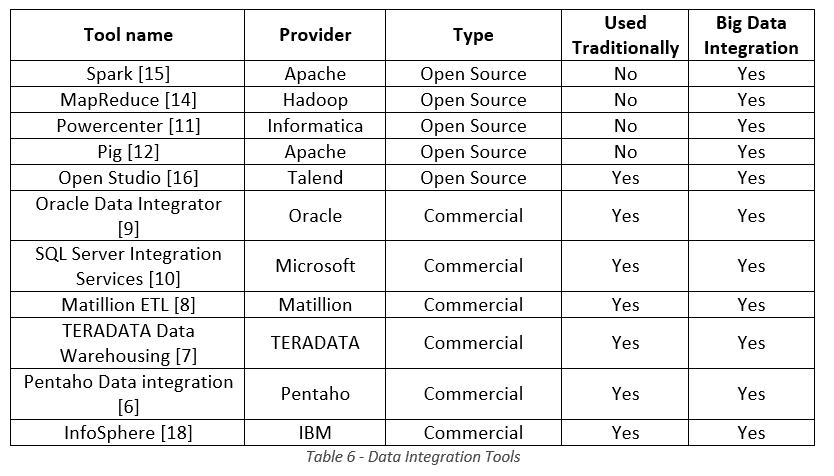 Tool name Provider Type Used Traditionally Big Data Integration
Spark [15] Apache Open Source No Yes
MapReduce [14] Hadoop Open Source No Yes
Powercenter [11] Informatica Open Source No Yes
Pig [12] Apache Open Source No Yes
Open Studio [16] Talend Open Source Yes Yes
Oracle Data Integrator [9] Oracle Commercial Yes Yes
SQL Server Integration Services [10] Microsoft Commercial Yes Yes
Matillion ETL [8] Matillion Commercial Yes Yes
TERADATA Data Warehousing [7] TERADATA Commercial Yes Yes
Pentaho Data integration [6] Pentaho Commercial Yes Yes
InfoSphere [18] IBM Commercial Yes Yes
Table 6 - Data Integration Tools